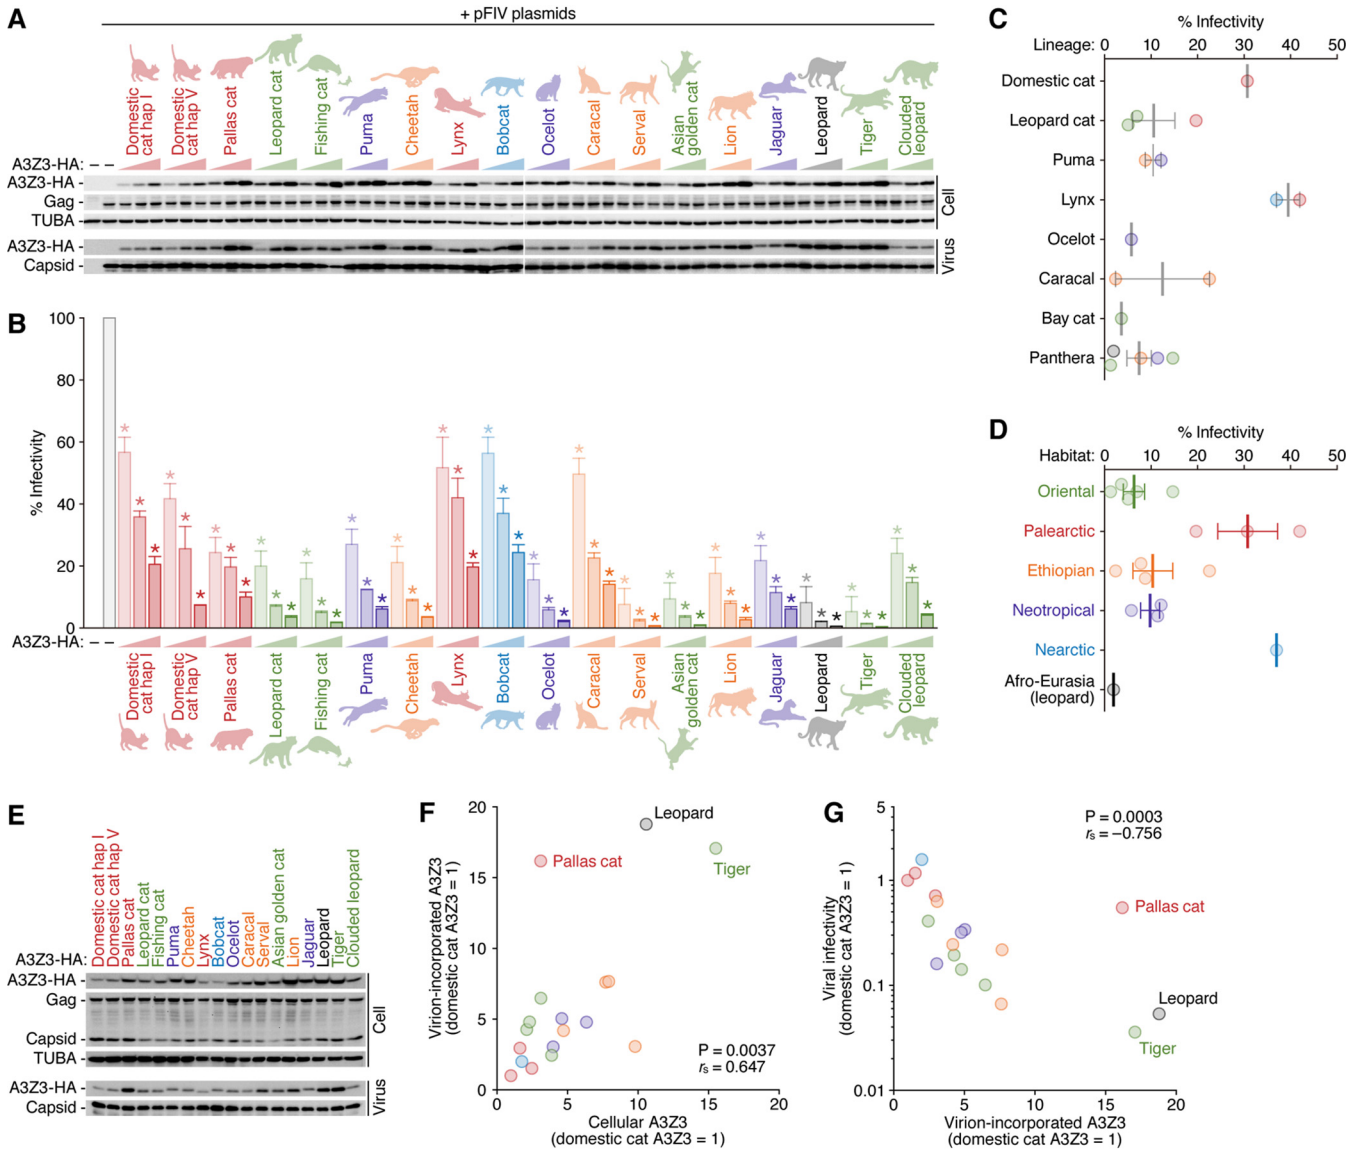 A
+ pFIV plasmids
Domestic cat hap I
Domestic cat hap V
Pallas cat
Leopard cat
Fishing cat
Puma
Cheetah
Lynx
Bobcat
Ocelot
Caracal
Serval
Asian golden cat
Lion
Jaguar
Leopard
Tiger
Clouded leopard
A3Z3-HA: – –
A3Z3-HA -
Gag -
TUBA -
Cell
A3Z3-HA -
Capsid -
Virus
B
% Infectivity
100
80
60
40
20
0
* * * * * * * * * * * * * * * * * * * * * * * * * * * * * * * * * * * * * * * * * * * * * * * * * * * * * *
A3Z3-HA: – –
Domestic cat hap I
Domestic cat hap V
Pallas cat
Leopard cat
Fishing cat
Puma
Cheetah
Lynx
Bobcat
Ocelot
Caracal
Serval
Asian golden cat
Lion
Jaguar
Leopard
Tiger
Clouded leopard
C
% Infectivity
Lineage: 0 10 20 30 40 50
Domestic cat
Leopard cat
Puma
Lynx
Ocelot
Caracal
Bay cat
Panthera
D
% Infectivity
Habitat: 0 10 20 30 40 50
Oriental
Palearctic
Ethiopian
Neotropical
Nearctic
Afro-Eurasia
(leopard)
E
Domestic cat hap I
Domestic cat hap V
Pallas cat
Leopard cat
Fishing cat
Puma
Cheetah
Lynx
Bobcat
Ocelot
Caracal
Serval
Asian golden cat
Lion
Jaguar
Leopard
Tiger
Clouded leopard
A3Z3-HA:
A3Z3-HA -
Gag -
Capsid -
TUBA -
Cell
A3Z3-HA -
Capsid -
Virus
F
Virion-incorporated A3Z3
(domestic cat A3Z3 = 1)
20
15
10
5
0
Leopard
Pallas cat
Tiger
P = 0.0037
rs = 0.647
0 5 10 15 20
Cellular A3Z3
(domestic cat A3Z3 = 1)
G
Viral infectivity
(domestic cat A3Z3 = 1)
5
1
0.1
0.01
P = 0.0003
rs = −0.756
Pallas cat
Leopard
Tiger
0 5 10 15 20
Virion-incorporated A3Z3
(domestic cat A3Z3 = 1)